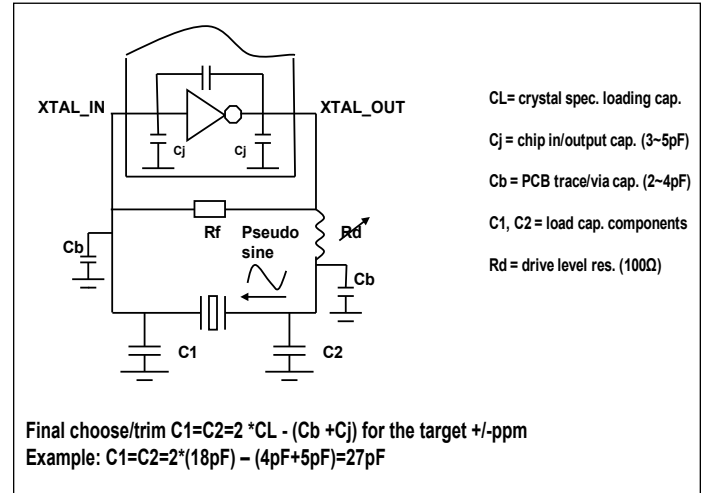 XTAL_IN
XTAL_OUT
Cj
Cj
CL= crystal spec. loading cap.
Cj = chip in/output cap. (3~5pF)
Cb = PCB trace/via cap. (2~4pF)
C1, C2 = load cap. components
Rd = drive level res. (100Ω)
Rf
Pseudo
sine
Rd
Cb
Cb
C1
C2
Final choose/trim C1=C2=2 *CL - (Cb +Cj) for the target +/-ppm
Example: C1=C2=2*(18pF) – (4pF+5pF)=27pF